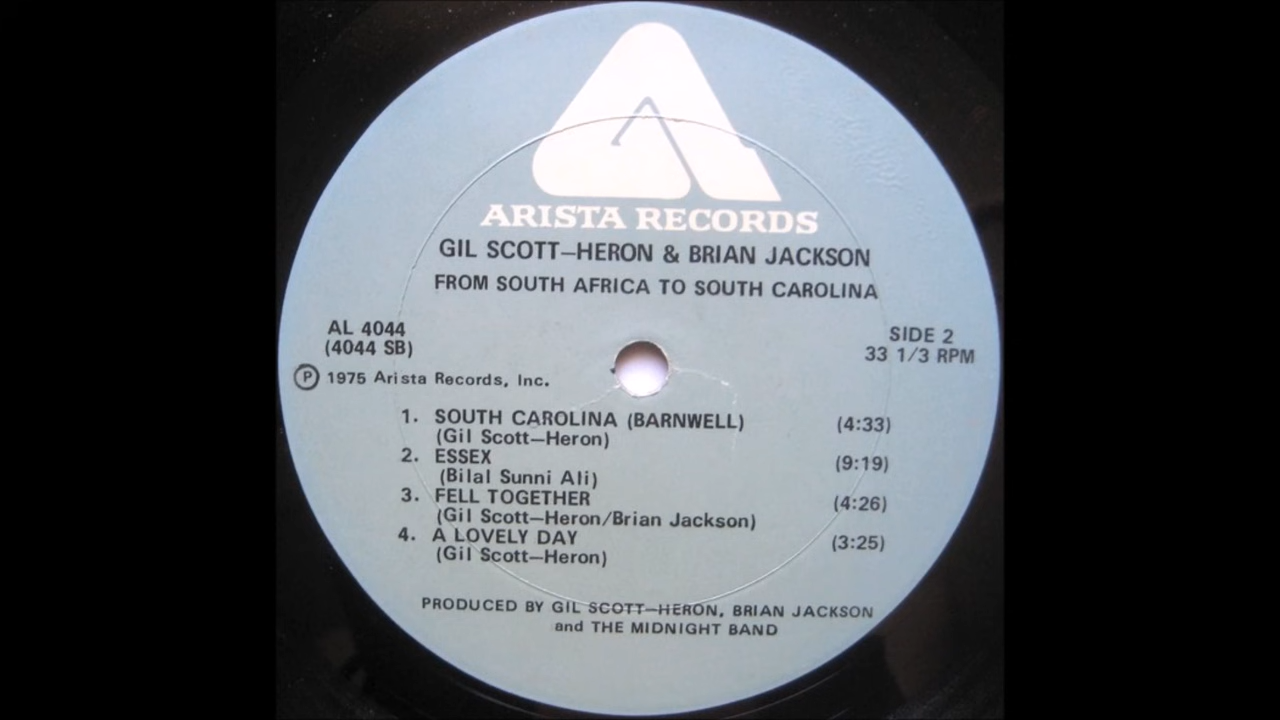 ARISTA RECORDS
GIL SCOTT—HERON & BRIAN JACKSON
FROM SOUTH AFRICA TO SOUTH CAROLINA
AL 4044
(4044 SB)
SIDE 2
33 1/3 RPM
Ⓟ 1975 Arista Records, Inc.
1. SOUTH CAROLINA (BARNWELL) (4:33)
(Gil Scott—Heron)
2. ESSEX (9:19)
(Bilal Sunni Ali)
3. FELL TOGETHER (4:26)
(Gil Scott—Heron/Brian Jackson)
4. A LOVELY DAY (3:25)
(Gil Scott—Heron)
PRODUCED BY GIL SCOTT—HERON, BRIAN JACKSON
and THE MIDNIGHT BAND